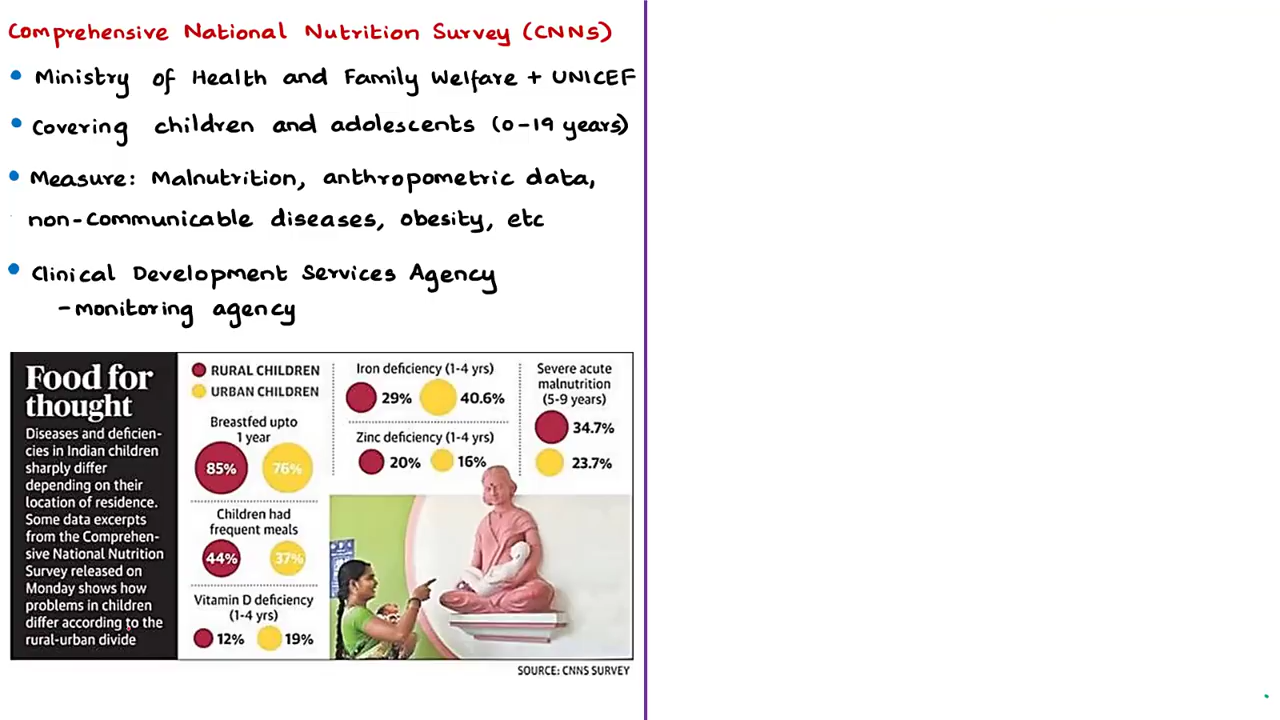 Comprehensive National Nutrition Survey (CNNS)
• Ministry of Health and Family Welfare + UNICEF
• Covering children and adolescents (0-19 years)
• Measure: Malnutrition, anthropometric data,
non-communicable diseases, obesity, etc
• Clinical Development Services Agency
- monitoring agency
Food for
thought
Diseases and deficien-
cies in Indian children
sharply differ
depending on their
location of residence.
Some data excerpts
from the Comprehen-
sive National Nutrition
Survey released on
Monday shows how
problems in children
differ according to the
rural-urban divide
RURAL CHILDREN
URBAN CHILDREN
Breastfed upto
1 year
85% 76%
Children had
frequent meals
44% 37%
Vitamin D deficiency
(1-4 yrs)
12% 19%
Iron deficiency (1-4 yrs)
29% 40.6%
Zinc deficiency (1-4 yrs)
20% 16%
Severe acute
malnutrition
(5-9 years)
34.7%
23.7%
SOURCE: CNNS SURVEY